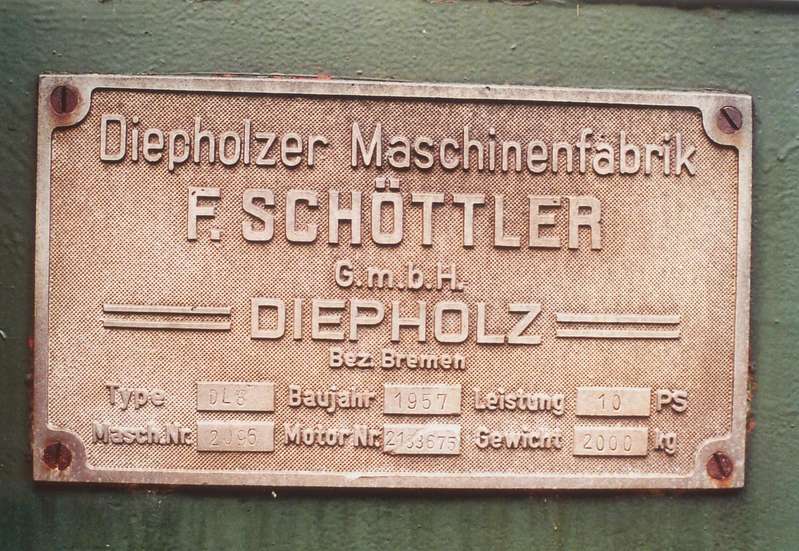 Diepholzer Maschinenfabrik
F. SCHÖTTLER
G.m.b.H.
DIEPHOLZ
Bez. Bremen
Type DL8 Baujahr 1957 Leistung 10 PS
Masch.Nr. Motor Nr. Gewicht 2000 kg